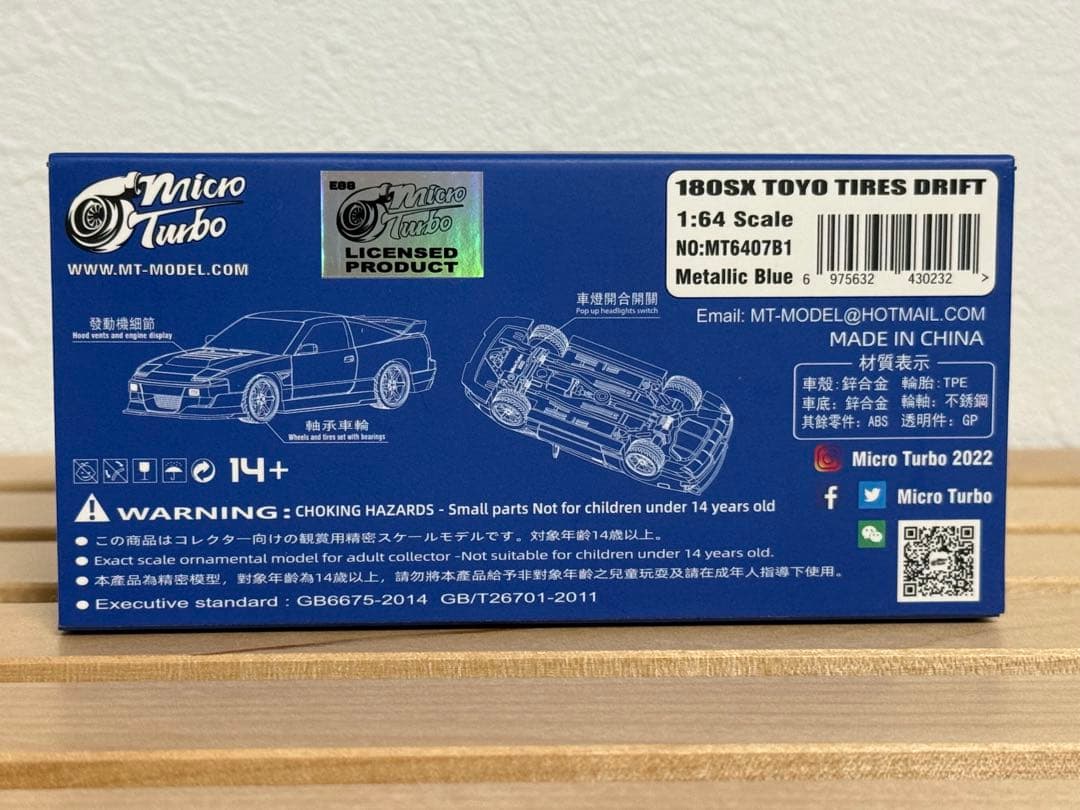 Micro
Turbo
WWW.MT-MODEL.COM
E88
Micro
Turbo
LICENSED
PRODUCT
180SX TOYO TIRES DRIFT
1:64 Scale
NO:MT6407B1
Metallic Blue
6 975632 430232 >
Email: MT-MODEL@HOTMAIL.COM
MADE IN CHINA
材質表示
車殼:鋅合金 輪胎:TPE
車底:鋅合金 輪軸:不銹鋼
其餘零件:ABS 透明件:GP
發動機細節
Hood vents and engine display
車燈開合開關
Pop up headlights switch
軸承車輪
Wheels and tires set with bearings
Micro Turbo 2022
Micro Turbo
14+
WARNING: CHOKING HAZARDS - Small parts Not for children under 14 years old
● この商品はコレクター向けの観賞用精密スケールモデルです。対象年齢14歳以上。
● Exact scale ornamental model for adult collector -Not suitable for children under 14 years old.
● 本產品為精密模型，對象年齡為14歲以上，請勿將本產品給予非對象年齡之兒童玩耍及請在成年人指導下使用。
● Executive standard : GB6675-2014 GB/T26701-2011